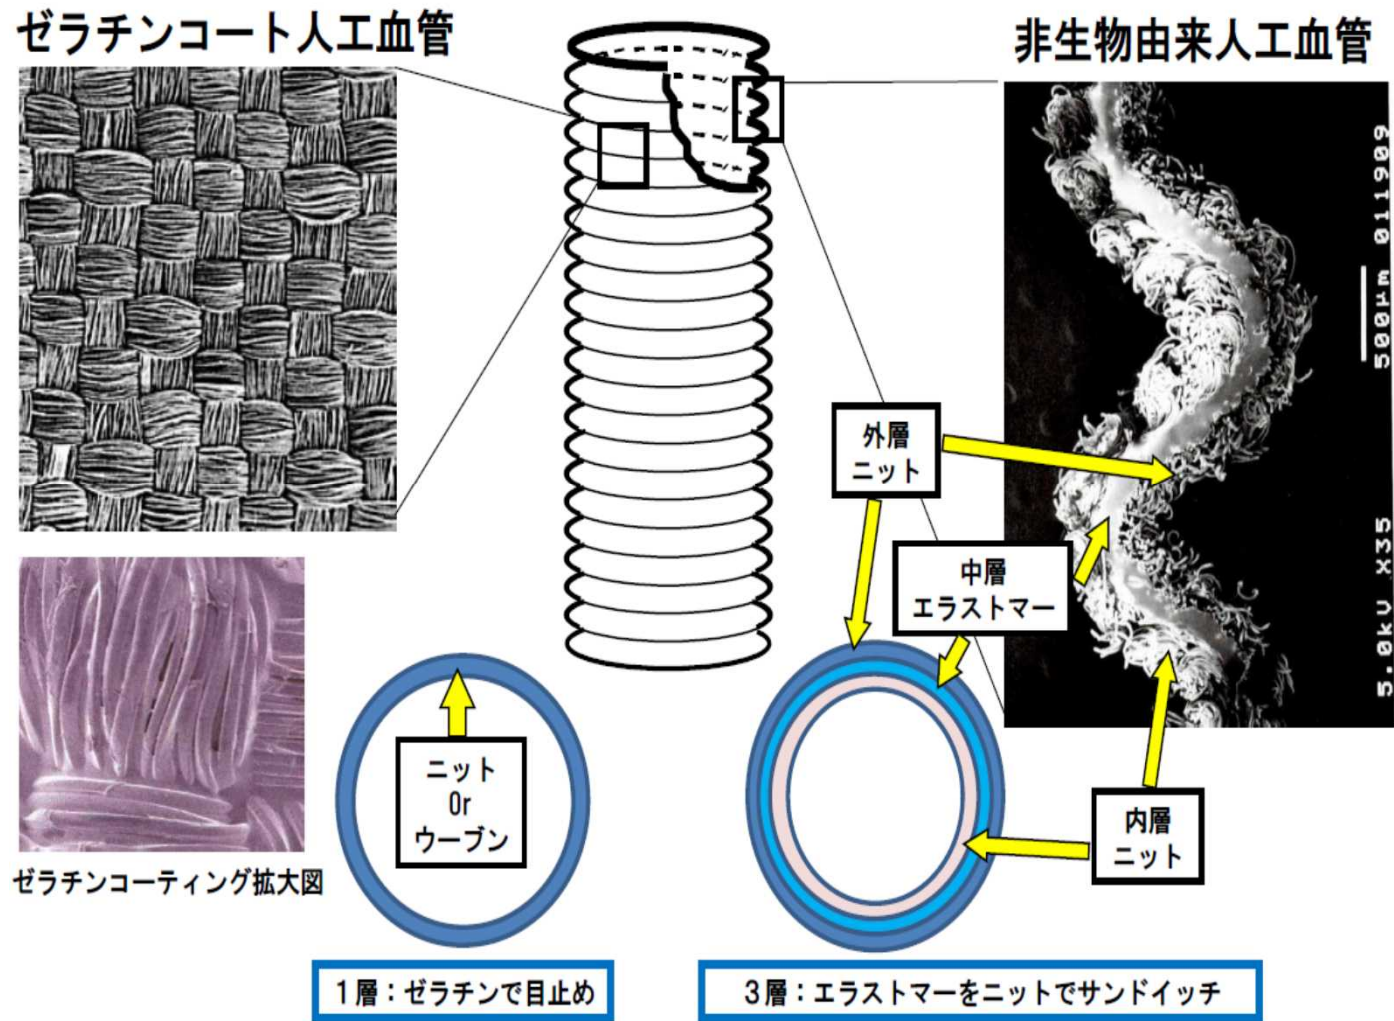 ゼラチンコート人工血管
非生物由来人工血管
500μm 011909
5.0kV X35
外層
ニット
中層
エラストマー
ニット
Or
ウーブン
内層
ニット
ゼラチンコーティング拡大図
1層：ゼラチンで目止め
3層：エラストマーをニットでサンドイッチ